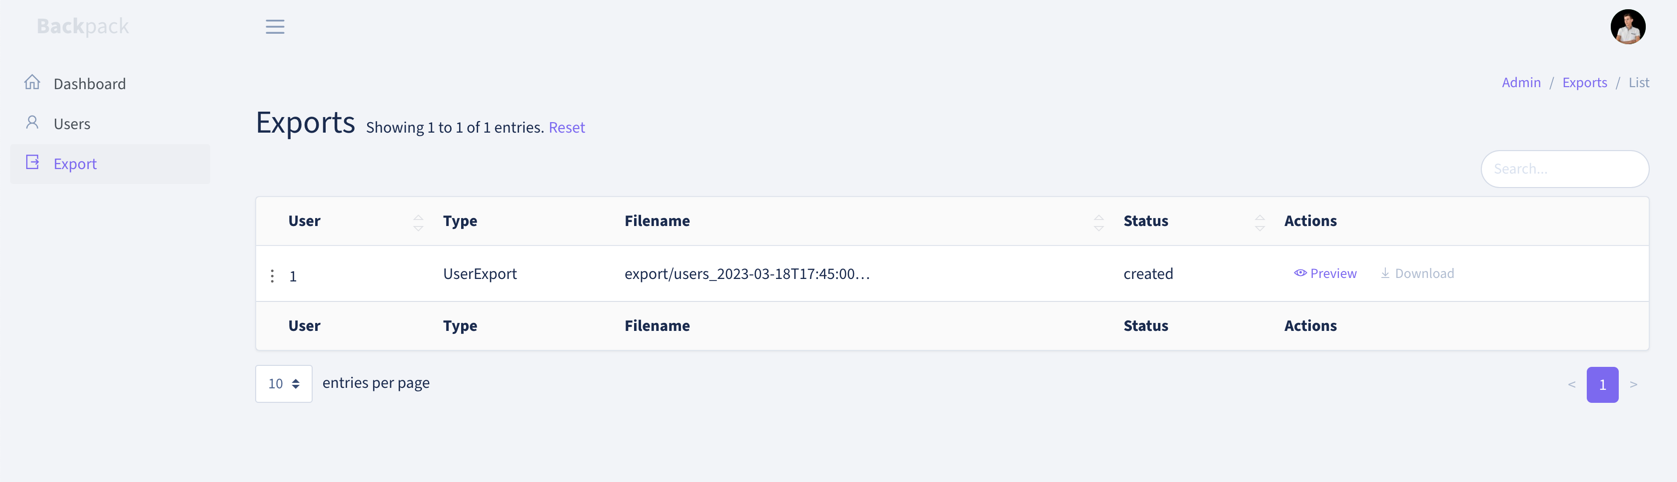 Backpack
Dashboard
Users
Export
Admin / Exports / List
Exports Showing 1 to 1 of 1 entries. Reset
Search...
User Type Filename Status Actions
1 UserExport export/users_2023-03-18T17:45:00... created Preview Download
User Type Filename Status Actions
10 entries per page
< 1 >